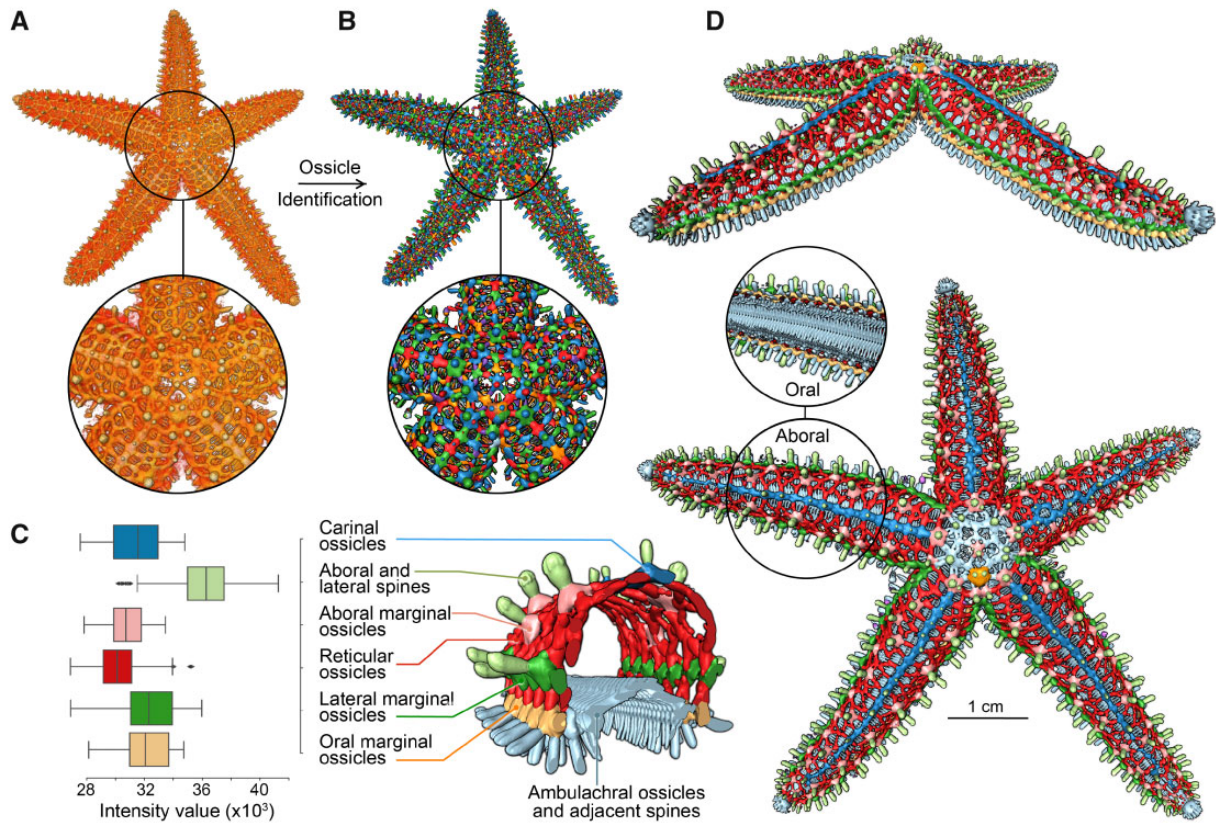 A
B
D
Ossicle
Identification
Oral
Aboral
C
Carinal
ossicles
Aboral and
lateral spines
Aboral marginal
ossicles
Reticular
ossicles
Lateral marginal
ossicles
Oral marginal
ossicles
28
32
36
40
Intensity value (x10³)
Ambulachral ossicles
and adjacent spines
1 cm